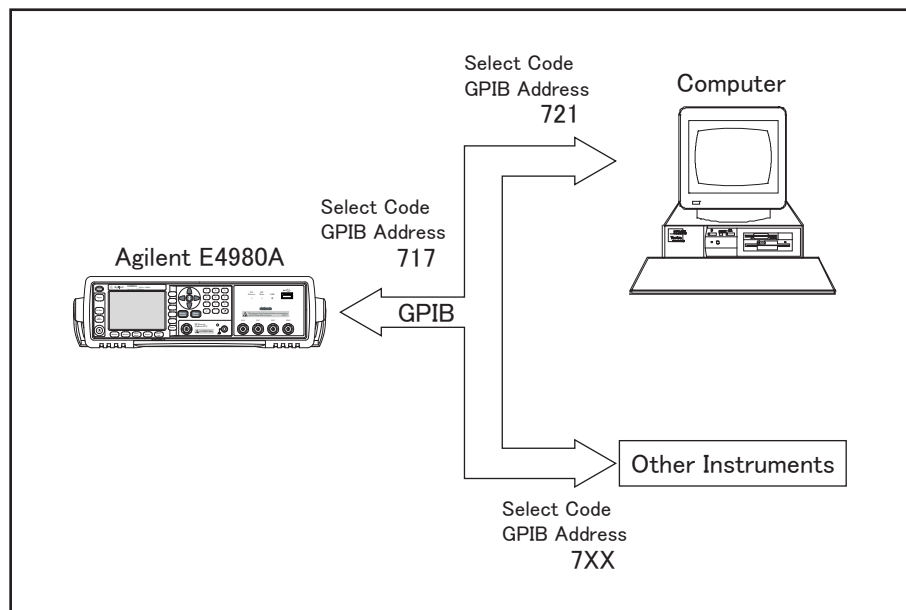 Select Code
GPIB Address
721
Computer
Select Code
GPIB Address
717
Agilent E4980A
GPIB
Other Instruments
Select Code
GPIB Address
7XX